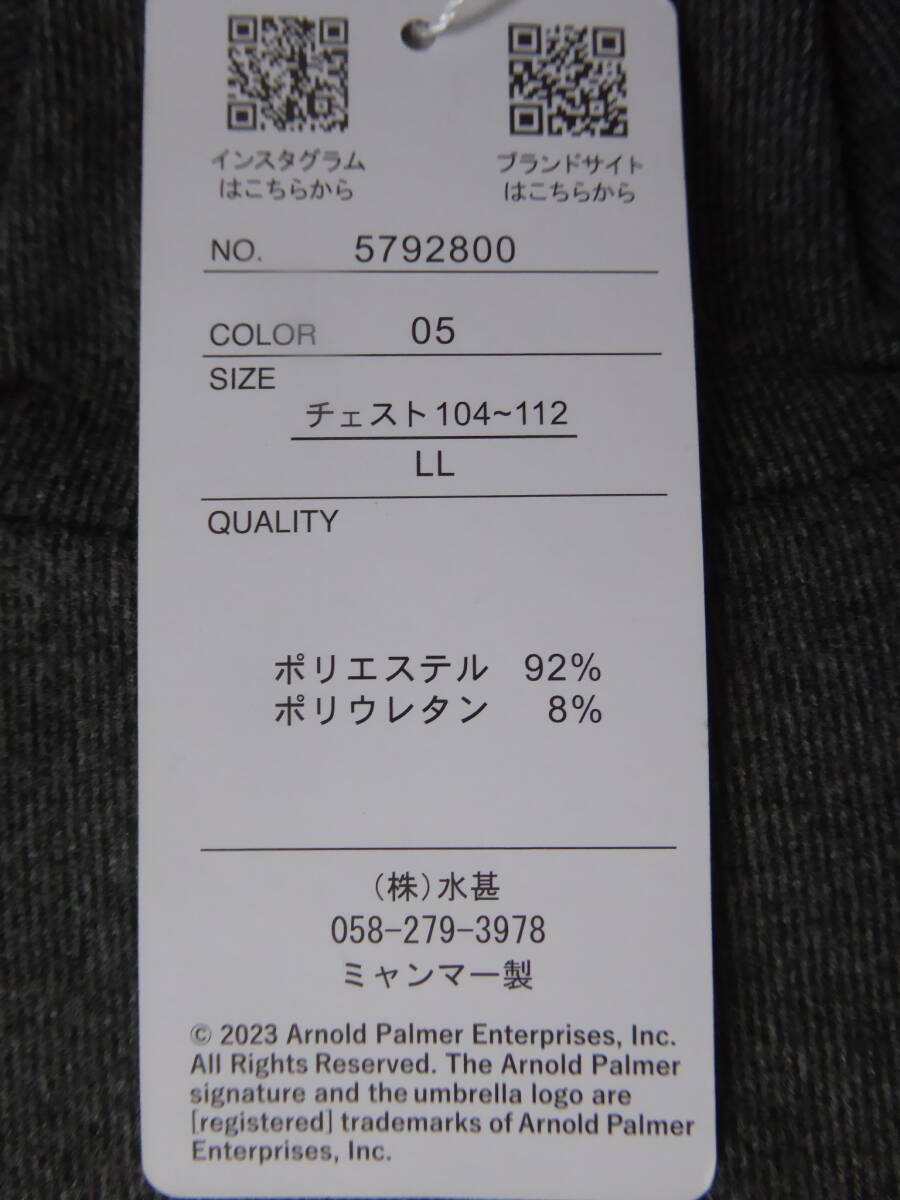 インスタグラム
はこちらから
ブランドサイト
はこちらから
NO. 5792800
COLOR 05
SIZE
チェスト104~112
LL
QUALITY
ポリエステル 92%
ポリウレタン 8%
(株)水甚
058-279-3978
ミャンマー製
© 2023 Arnold Palmer Enterprises, Inc.
All Rights Reserved. The Arnold Palmer
signature and the umbrella logo are
[registered] trademarks of Arnold Palmer
Enterprises, Inc.